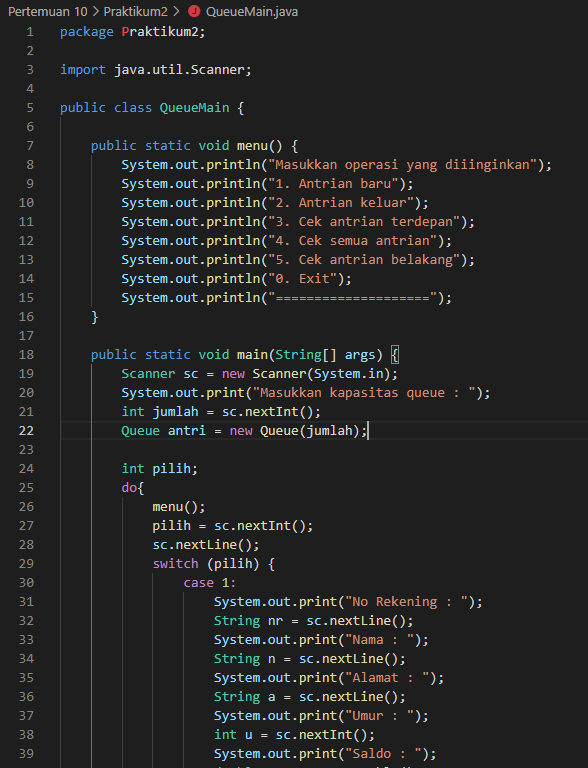 Pertemuan 10 > Praktikum2 > J QueueMain.java
1 package Praktikum2;
2
3 import java.util.Scanner;
4
5 public class QueueMain {
6
7 public static void menu() {
8 System.out.println("Masukkan operasi yang diiinginkan");
9 System.out.println("1. Antrian baru");
10 System.out.println("2. Antrian keluar");
11 System.out.println("3. Cek antrian terdepan");
12 System.out.println("4. Cek semua antrian");
13 System.out.println("5. Cek antrian belakang");
14 System.out.println("0. Exit");
15 System.out.println("====================");
16 }
17
18 public static void main(String[] args) {
19 Scanner sc = new Scanner(System.in);
20 System.out.print("Masukkan kapasitas queue : ");
21 int jumlah = sc.nextInt();
22 Queue antri = new Queue(jumlah);
23
24 int pilih;
25 do{
26 menu();
27 pilih = sc.nextInt();
28 sc.nextLine();
29 switch (pilih) {
30 case 1:
31 System.out.print("No Rekening : ");
32 String nr = sc.nextLine();
33 System.out.print("Nama : ");
34 String n = sc.nextLine();
35 System.out.print("Alamat : ");
36 String a = sc.nextLine();
37 System.out.print("Umur : ");
38 int u = sc.nextInt();
39 System.out.print("Saldo : ");